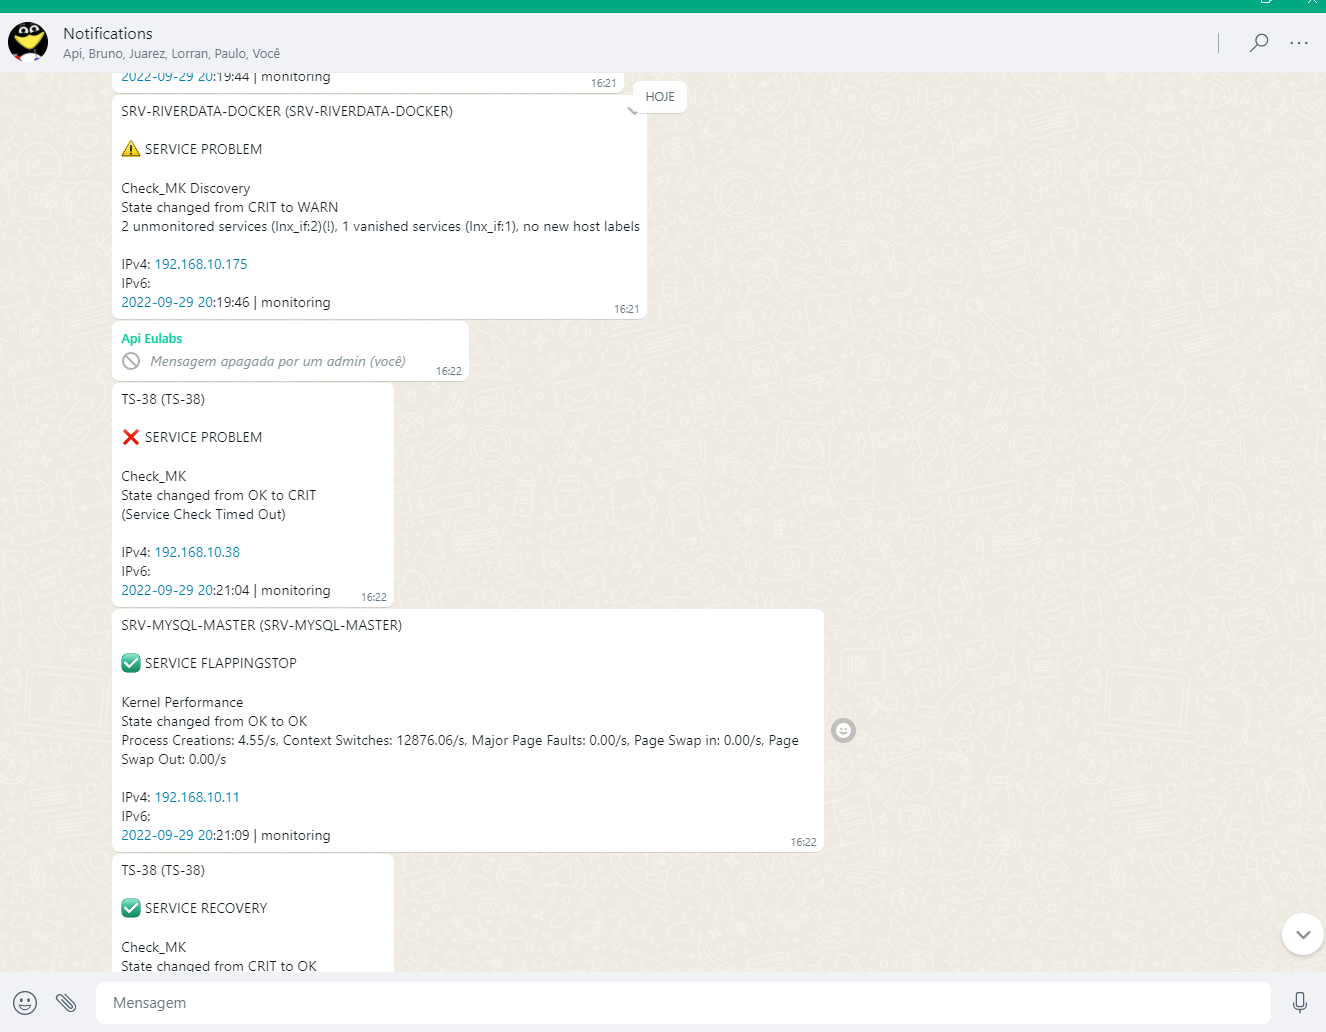 Notifications
Api, Bruno, Juarez, Lorran, Paulo, Você
2022-09-29 20:19:44 | monitoring
16:21
HOJE
SRV-RIVERDATA-DOCKER (SRV-RIVERDATA-DOCKER)
⚠️ SERVICE PROBLEM
Check_MK Discovery
State changed from CRIT to WARN
2 unmonitored services (lnx_if:2)(!), 1 vanished services (lnx_if:1), no new host labels
IPv4: 192.168.10.175
IPv6:
2022-09-29 20:19:46 | monitoring
16:21
Api Eulabs
Mensagem apagada por um admin (você)
16:22
TS-38 (TS-38)
❌ SERVICE PROBLEM
Check_MK
State changed from OK to CRIT
(Service Check Timed Out)
IPv4: 192.168.10.38
IPv6:
2022-09-29 20:21:04 | monitoring
16:22
SRV-MYSQL-MASTER (SRV-MYSQL-MASTER)
✅ SERVICE FLAPPINGSTOP
Kernel Performance
State changed from OK to OK
Process Creations: 4.55/s, Context Switches: 12876.06/s, Major Page Faults: 0.00/s, Page Swap in: 0.00/s, Page
Swap Out: 0.00/s
IPv4: 192.168.10.11
IPv6:
2022-09-29 20:21:09 | monitoring
16:22
TS-38 (TS-38)
✅ SERVICE RECOVERY
Check_MK
State changed from CRIT to OK
Mensagem